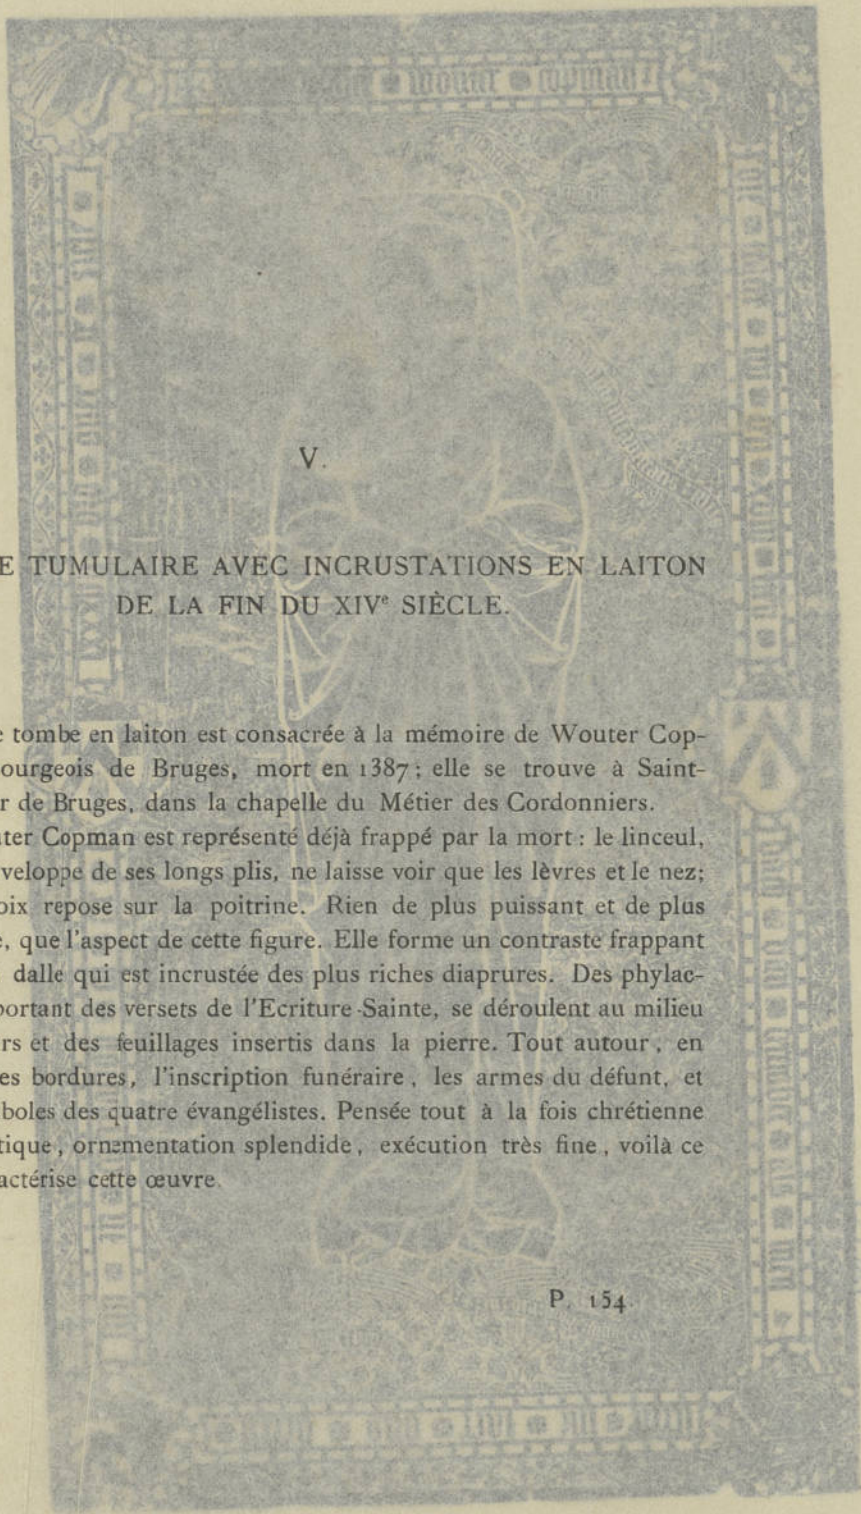 V.
E TUMULAIRE AVEC INCRUSTATIONS EN LAITON
DE LA FIN DU XIVe SIÈCLE.
e tombe en laiton est consacrée à la mémoire de Wouter Cop-
ourgeois de Bruges, mort en 1387; elle se trouve à Saint-
r de Bruges, dans la chapelle du Métier des Cordonniers.
ter Copman est représenté déjà frappé par la mort : le linceul,
veloppe de ses longs plis, ne laisse voir que les lèvres et le nez;
oix repose sur la poitrine. Rien de plus puissant et de plus
e, que l'aspect de cette figure. Elle forme un contraste frappant
dalle qui est incrustée des plus riches diaprures. Des phylac-
portant des versets de l'Ecriture-Sainte, se déroulent au milieu
rs et des feuillages insertis dans la pierre. Tout autour, en
es bordures, l'inscription funéraire, les armes du défunt, et
boles des quatre évangélistes. Pensée tout à la fois chrétienne
tique, ornementation splendide, exécution très fine, voilà ce
actérise cette œuvre.
P. 154.